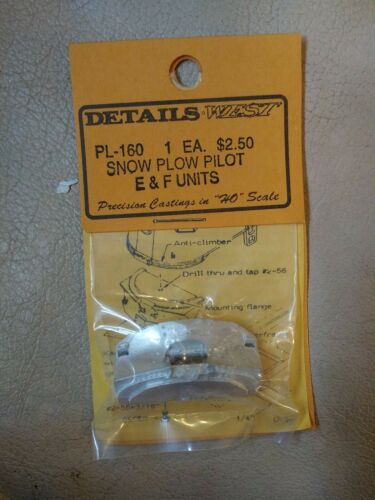 DETAILS WEST
PL-160 1 EA. $2.50
SNOW PLOW PILOT
E & F UNITS
Precision Castings in "HO" Scale
Anti-climber
Drill thru and tap #2-56
Mounting flange